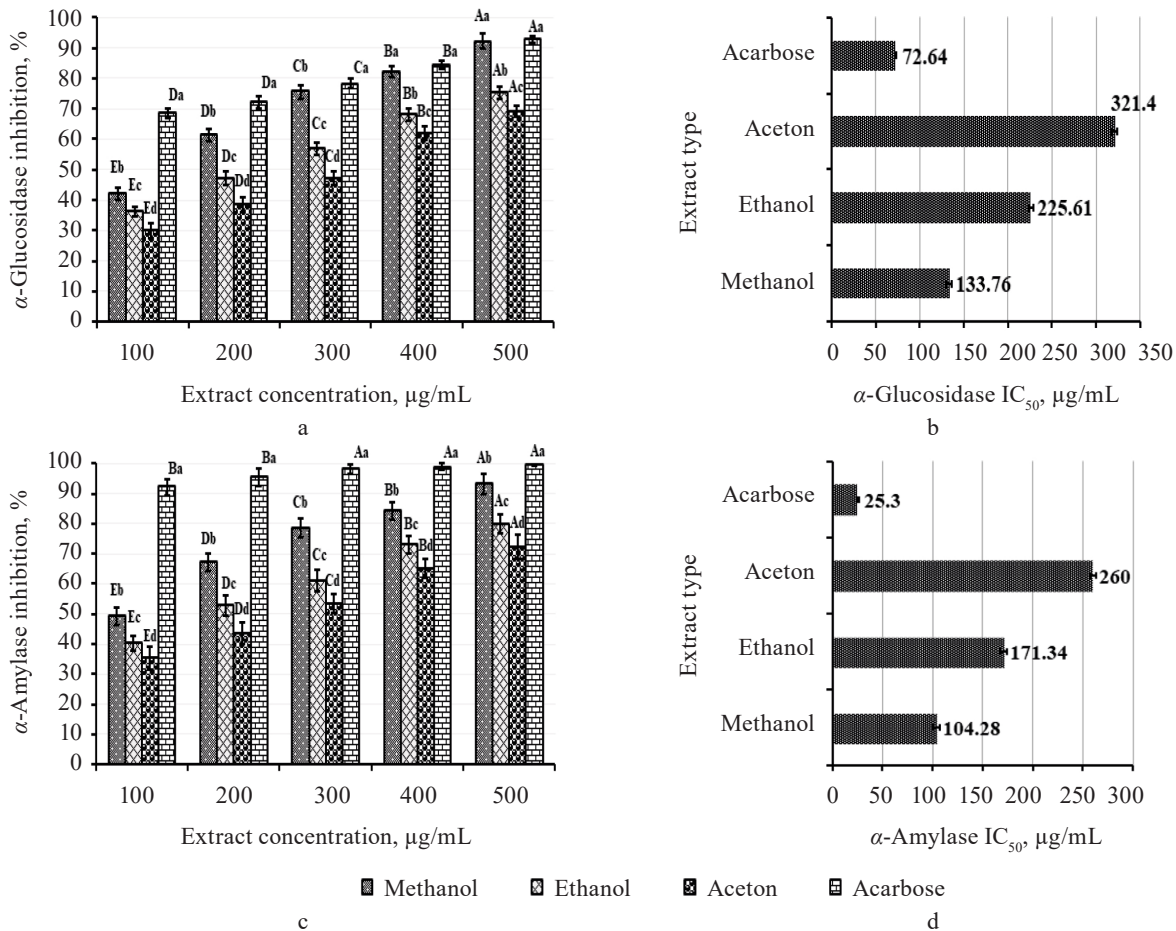 100
90
80
70
60
50
40
30
20
10
0
α-Glucosidase inhibition, %
Eb
Ec
Ed
Da
Db
Dc
Dd
Da
Cb
Cc
Cd
Ca
Ba
Bb
Bc
Ba
Aa
Ab
Ac
Aa
100 200 300 400 500
Extract concentration, µg/mL
a
Extract type
Acarbose
72.64
Aceton
321.4
Ethanol
225.61
Methanol
133.76
0 50 100 150 200 250 300 350
α-Glucosidase IC50, µg/mL
b
100
90
80
70
60
50
40
30
20
10
0
α-Amylase inhibition, %
Eb
Ec
Ed
Ba
Db
Dc
Dd
Ba
Cb
Cc
Cd
Aa
Bb
Bc
Bd
Aa
Ab
Ac
Ad
Aa
100 200 300 400 500
Extract concentration, µg/mL
Extract type
Acarbose
25.3
Aceton
260
Ethanol
171.34
Methanol
104.28
0 50 100 150 200 250 300
α-Amylase IC50, µg/mL
Methanol Ethanol Aceton Acarbose
c
d